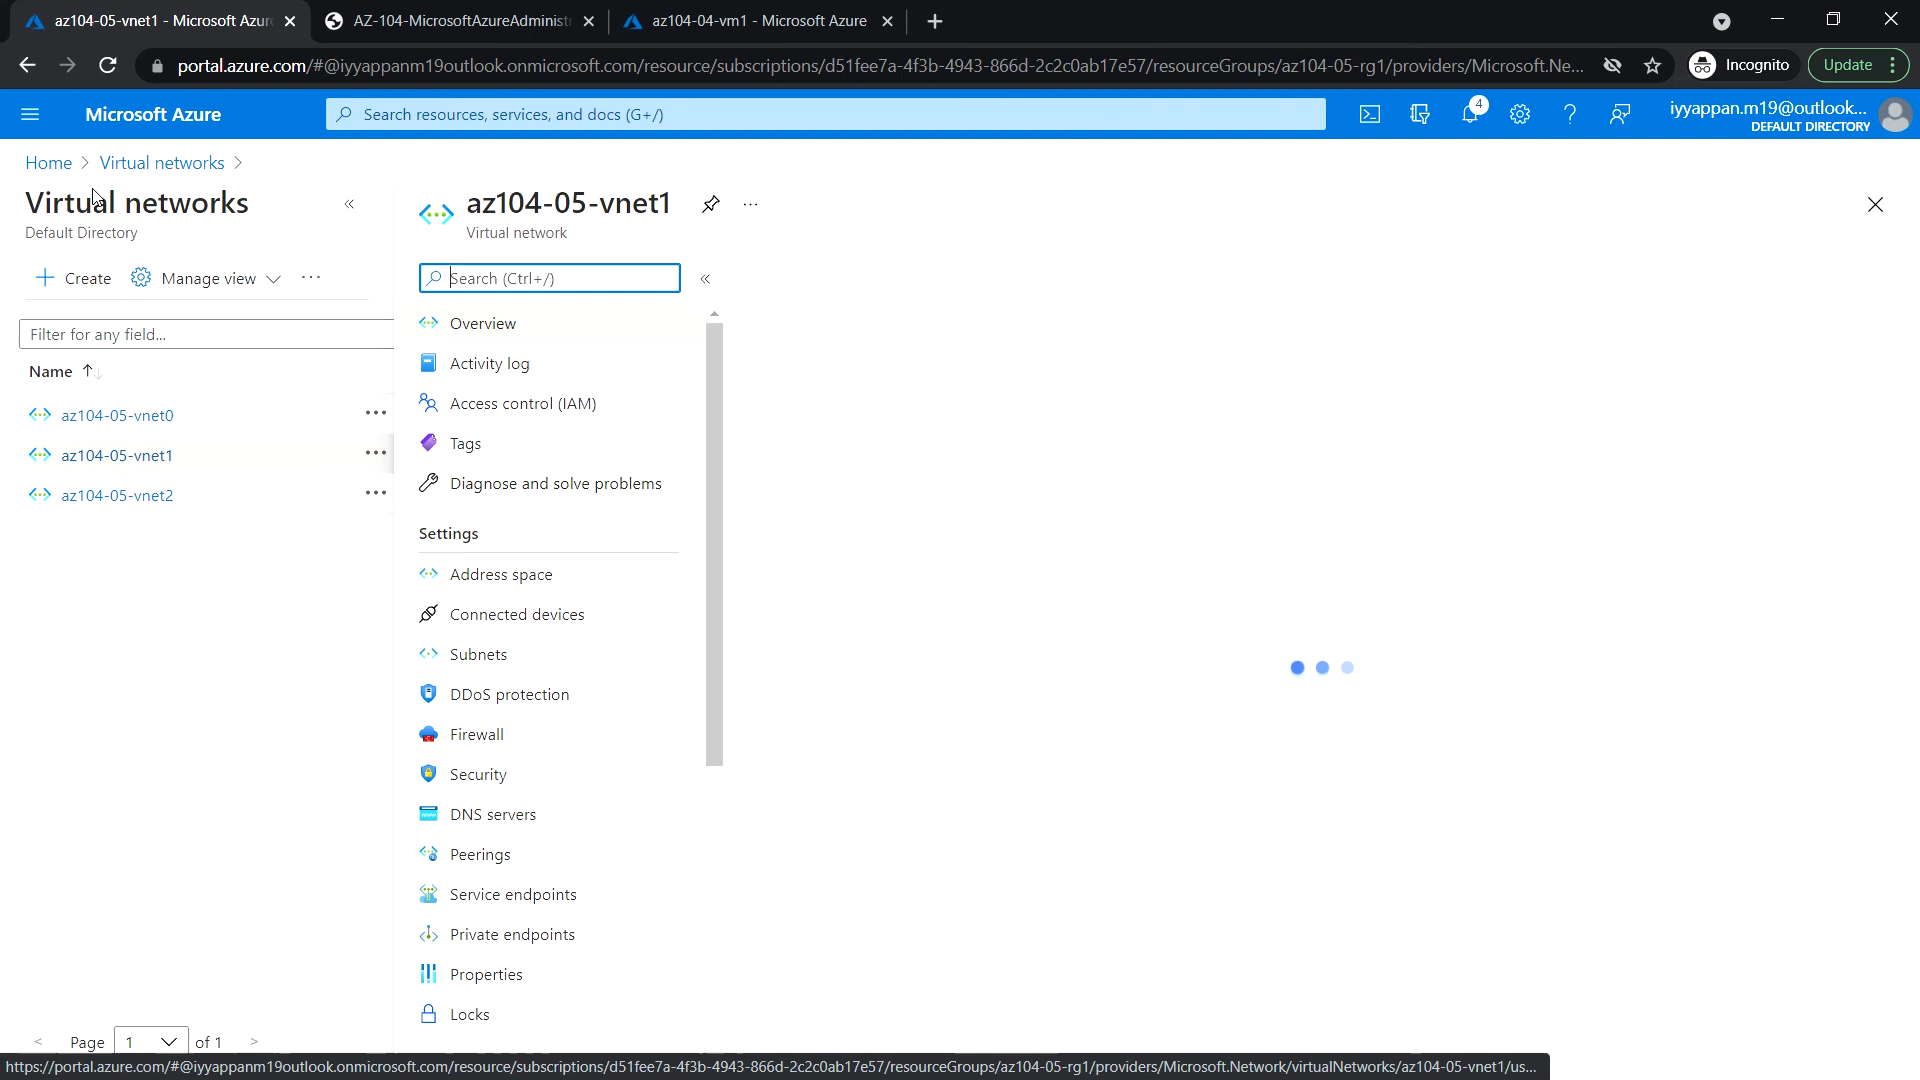 az104-05-vnet1 - Microsoft Azur
AZ-104-MicrosoftAzureAdminist
az104-04-vm1 - Microsoft Azure
portal.azure.com/#@iyyappanm19outlook.onmicrosoft.com/resource/subscriptions/d51fee7a-4f3b-4943-866d-2c2c0ab17e57/resourceGroups/az104-05-rg1/providers/Microsoft.Ne...
Incognito
Update
Microsoft Azure
Search resources, services, and docs (G+/)
4
iyyappan.m19@outlook...
DEFAULT DIRECTORY
Home > Virtual networks >
Virtual networks
Default Directory
Create
Manage view
Filter for any field...
Name
az104-05-vnet0
az104-05-vnet1
az104-05-vnet2
Page 1 of 1
az104-05-vnet1
Virtual network
Search (Ctrl+/)
Overview
Activity log
Access control (IAM)
Tags
Diagnose and solve problems
Settings
Address space
Connected devices
Subnets
DDoS protection
Firewall
Security
DNS servers
Peerings
Service endpoints
Private endpoints
Properties
Locks
https://portal.azure.com/#@iyyappanm19outlook.onmicrosoft.com/resource/subscriptions/d51fee7a-4f3b-4943-866d-2c2c0ab17e57/resourceGroups/az104-05-rg1/providers/Microsoft.Network/virtualNetworks/az104-05-vnet1/us...